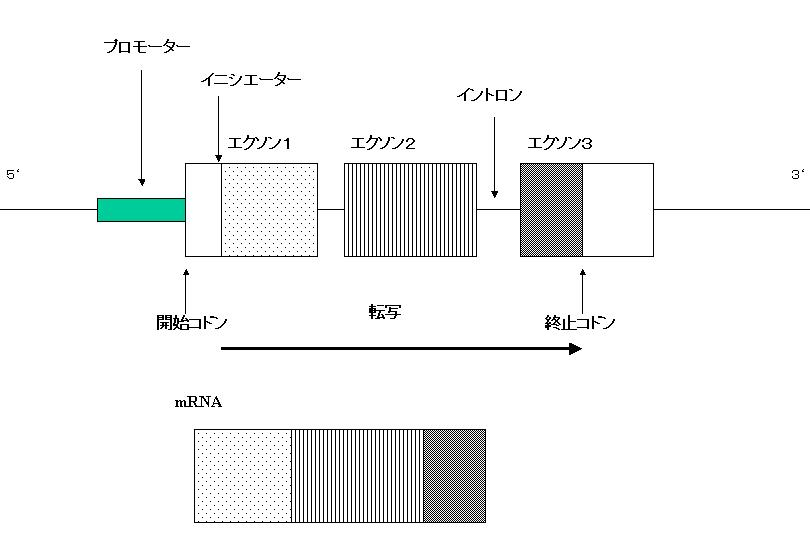 プロモーター
イニシエーター
イントロン
エクソン1
エクソン2
エクソン3
5‘
3‘
開始コドン
転写
終止コドン
mRNA